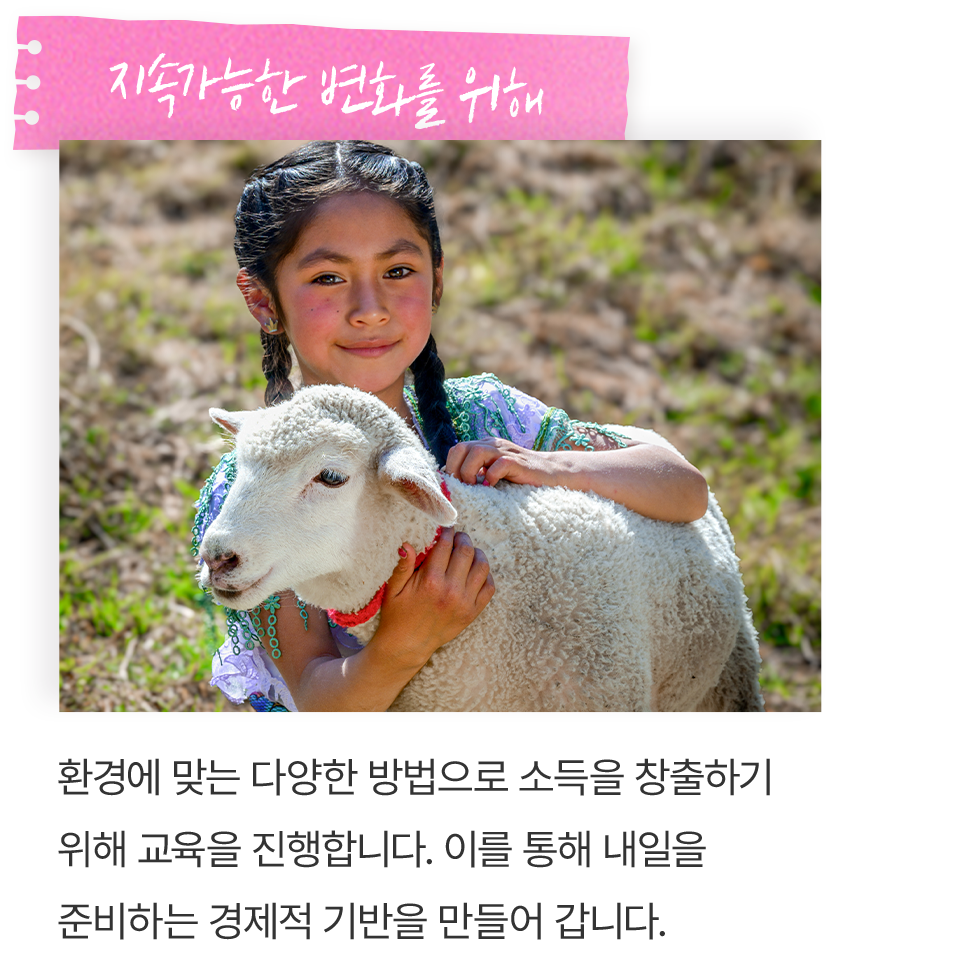 지속가능한 변화를 위해
환경에 맞는 다양한 방법으로 소득을 창출하기
위해 교육을 진행합니다. 이를 통해 내일을
준비하는 경제적 기반을 만들어 갑니다.